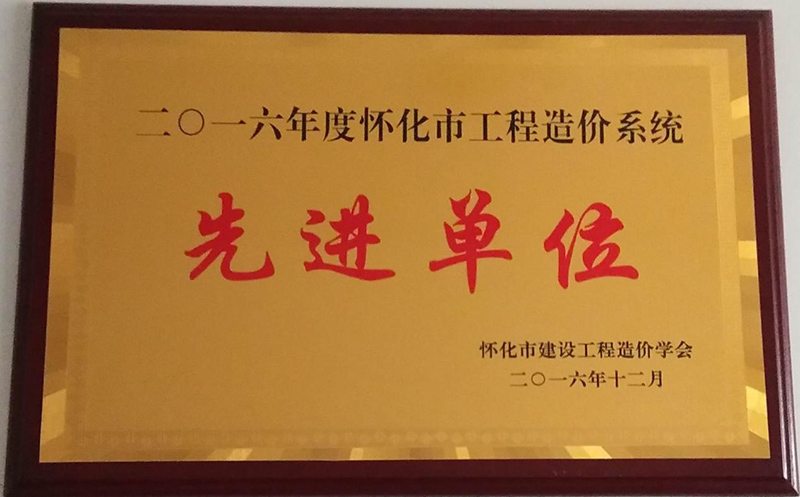 二〇一六年度怀化市工程造价系统
先进单位
怀化市建设工程造价学会
二〇一六年十二月